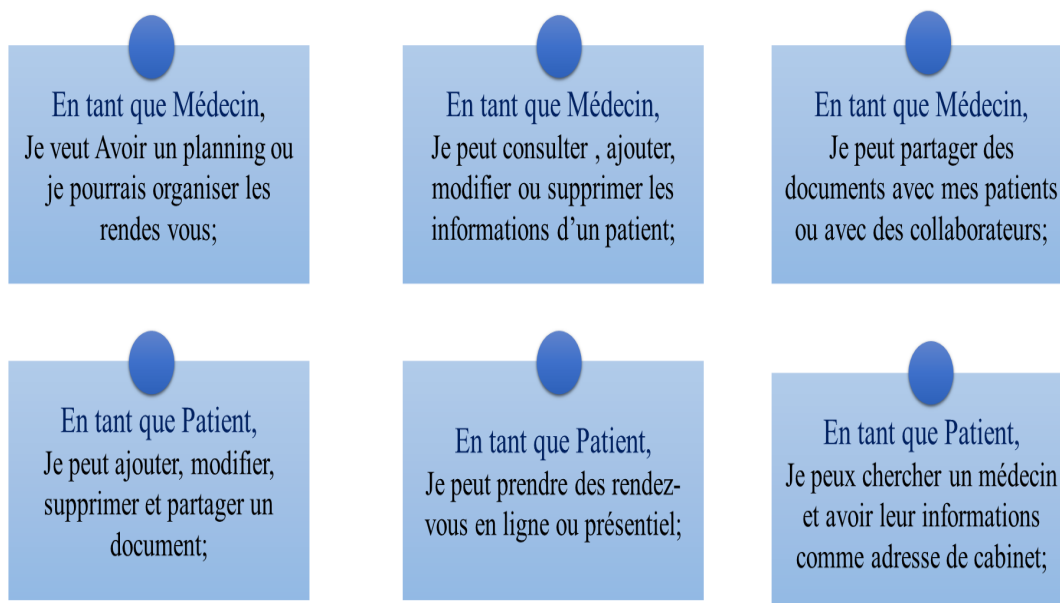 En tant que Médecin,
Je veut Avoir un planning ou
je pourrais organiser les
rendes vous;
En tant que Médecin,
Je peut consulter , ajouter,
modifier ou supprimer les
informations d’un patient;
En tant que Médecin,
Je peut partager des
documents avec mes patients
ou avec des collaborateurs;
En tant que Patient,
Je peut ajouter, modifier,
supprimer et partager un
document;
En tant que Patient,
Je peut prendre des rendez-
vous en ligne ou présentiel;
En tant que Patient,
Je peux chercher un médecin
et avoir leur informations
comme adresse de cabinet;